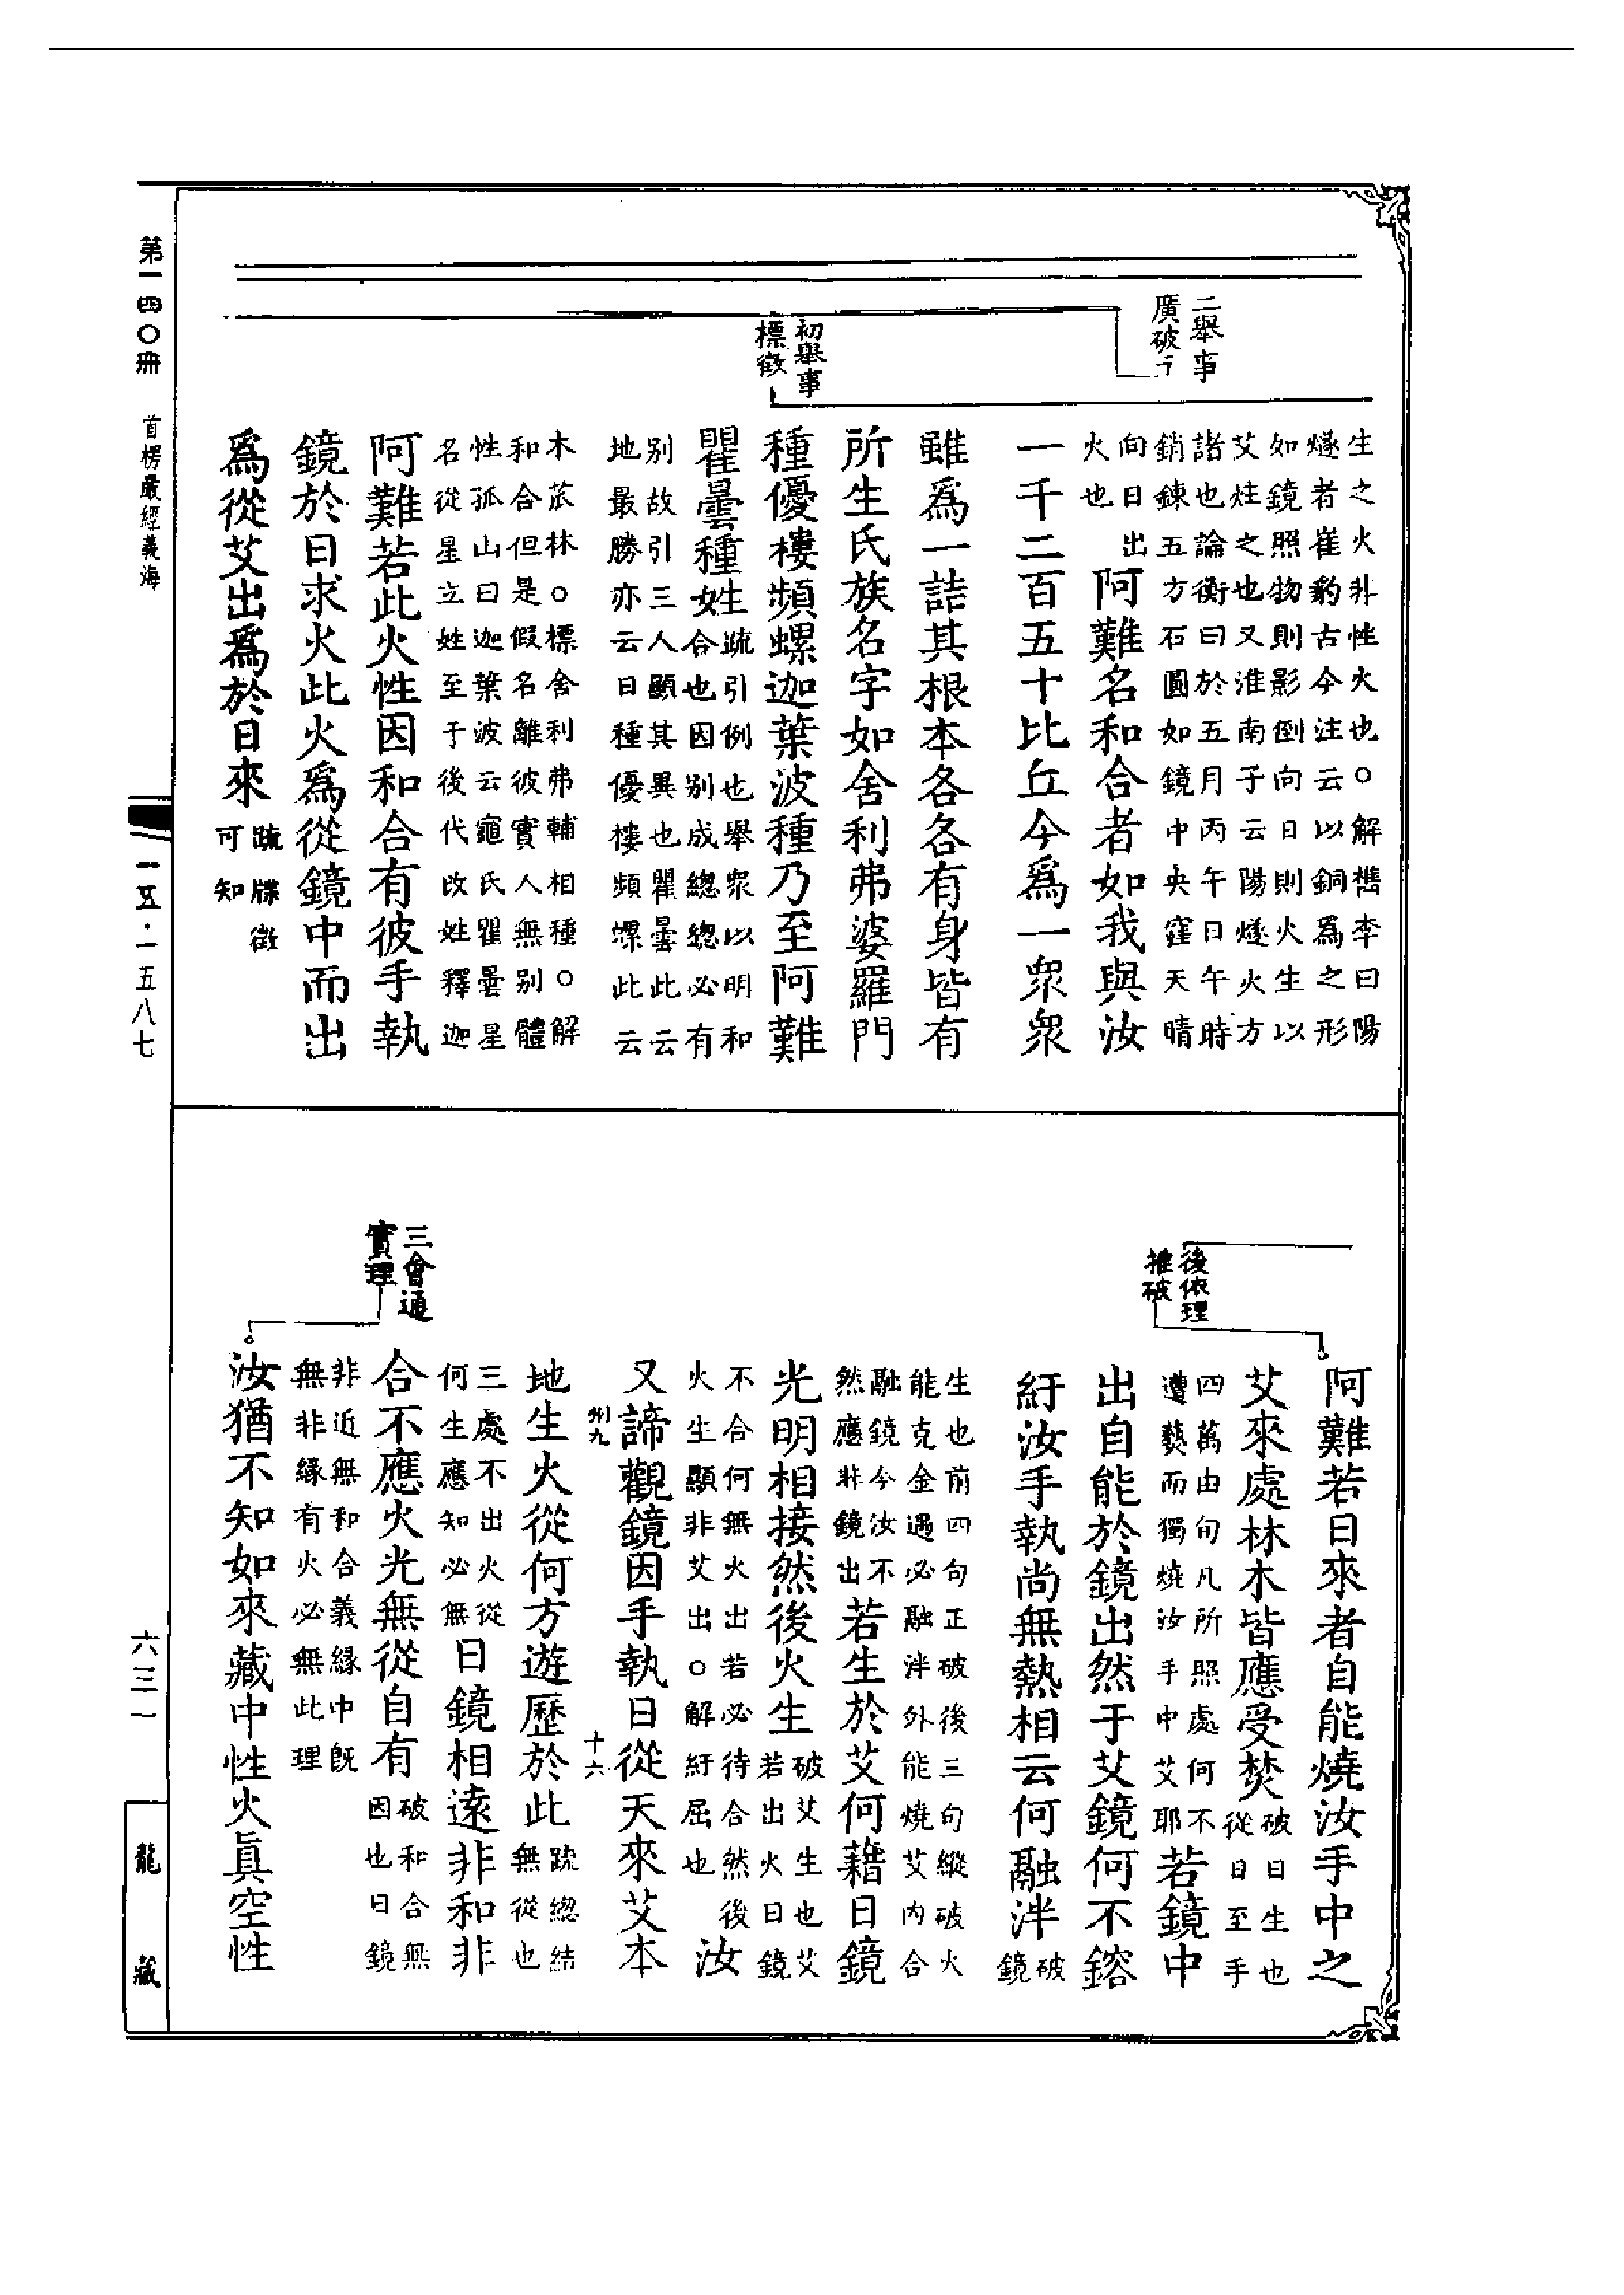 二舉事
廣破
生之火非性火也○解儁李曰陽
燧者崔豹古今注云以銅爲之形
如鏡照物則影倒向日則火生以
艾炷之也又淮南子云陽燧火方
諸也論衡曰於五月丙午日午時
銷鍊五方石圓如鏡中央窪天晴
向日出
火也
阿難名和合者如我與汝
一千二百五十比丘今爲一衆衆
雖爲一詰其根本各各有身皆有
所生氏族名字如舍利弗婆羅門
初舉事
標徵
種優樓頻螺迦葉波種乃至阿難
瞿曇種姓
疏引例也舉衆以明和
合也因别成總總必有
别故引三人顯其異也瞿曇此云
地最勝亦云日種優樓頻螺此云
木苽林○標舍利弗輔相種○解
和合但是假名離彼實人無别體
性孤山曰迦葉波云龜氏瞿曇星
名從星立姓至于後代改姓釋迦
阿難若此火性因和合有彼手執
鏡於日求火此火爲從鏡中而出
爲從艾出爲於日來
疏牒徵
可知
第一四〇冊
首楞嚴經義海
一五·一五八七
後依理
推破
阿難若日來者自能燒汝手中之
艾來處林木皆應受焚
破日生也
從日至手
四萬由旬凡所照處何不
遭爇而獨燒汝手中艾耶
若鏡中
出自能於鏡出然于艾鏡何不鎔
紆汝手執尚無熱相云何融泮
破
鏡
生也前四句正破後三句縱破火
能克金遇必融泮外能燒艾内合
融鏡今汝不
然應非鏡出
若生於艾何藉日鏡
光明相接然後火生
破艾生也艾
若出火日鏡
不合何無火出若必待合然後
火生顯非艾出○解紆屈也
汝
又諦觀鏡因手執日從天來艾本
州九
十六
地生火從何方遊歷於此
疏總結
無從也
三處不出火從
何生應知必無
日鏡相遠非和非
合不應火光無從自有
破和合無
因也日鏡
非近無和合義緣中既
無非緣有火必無此理
三會通
實理
汝猶不知如來藏中性火眞空性
六三一
龍藏